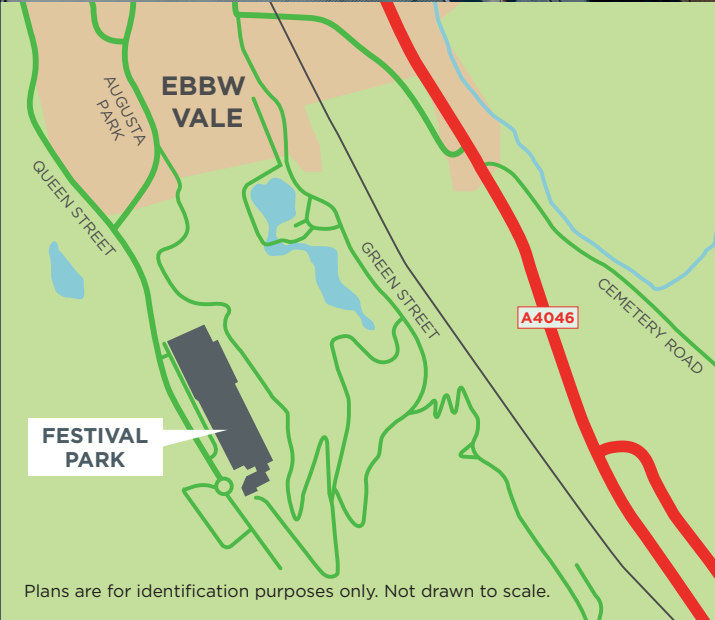 EBBW
VALE
AUGUSTA
PARK
QUEEN STREET
GREEN STREET
CEMETERY ROAD
A4046
FESTIVAL
PARK
Plans are for identification purposes only. Not drawn to scale.